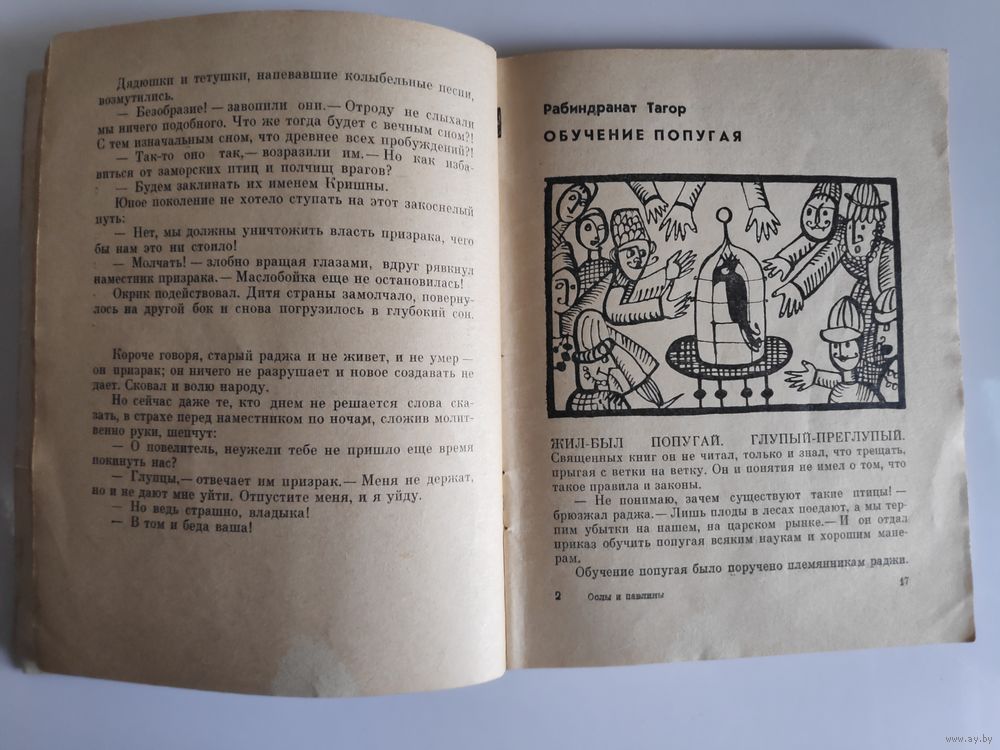 Дядюшки и тетушки, напевавшие колыбельные песни,
возмутились.
— Безобразие! — завопили они. — Отроду не слыхали
мы ничего подобного. Что же тогда будет с вечным сном?!
С тем изначальным сном, что древнее всех пробуждений?!
— Так-то оно так, — возразили им. — Но как изба-
виться от заморских птиц и полчищ врагов?
— Будем заклинать их именем Кришны.
Юное поколение не хотело ступать на этот закоснелый
путь:
— Нет, мы должны уничтожить власть призрака, чего
бы нам это ни стоило!
— Молчать! — злобно вращая глазами, вдруг рявкнул
наместник призрака. — Маслобойка еще не остановилась!
Окрик подействовал. Дитя страны замолчало, поверну-
лось на другой бок и снова погрузилось в глубокий сон.
Короче говоря, старый раджа и не живет, и не умер —
он призрак; он ничего не разрушает и новое создавать не
дает. Сковал и волю народу.
Но сейчас даже те, кто днем не решается слова ска-
зать, в страхе перед наместником по ночам, сложив молит-
венно руки, шепчут:
— О повелитель, неужели тебе не пришло еще время
покинуть нас?
— Глупцы, — отвечает им призрак. — Меня не держат,
но и не дают мне уйти. Отпустите меня, и я уйду.
— Но ведь страшно, владыка!
— В том и беда ваша!
Рабиндранат Тагор
ОБУЧЕНИЕ ПОПУГАЯ
ЖИЛ-БЫЛ ПОПУГАЙ. ГЛУПЫЙ-ПРЕГЛУПЫЙ.
Священных книг он не читал, только и знал, что трещать,
прыгая с ветки на ветку. Он и понятия не имел о том, что
такое правила и законы.
— Не понимаю, зачем существуют такие птицы! —
брюзжал раджа. — Лишь плоды в лесах поедают, а мы тер-
пим убытки на нашем, на царском рынке. — И он отдал
приказ обучить попугая всяким наукам и хорошим мане-
рам.
Обучение попугая было поручено племянникам раджи.
2 Ослы и павлины
17
www.ay.by